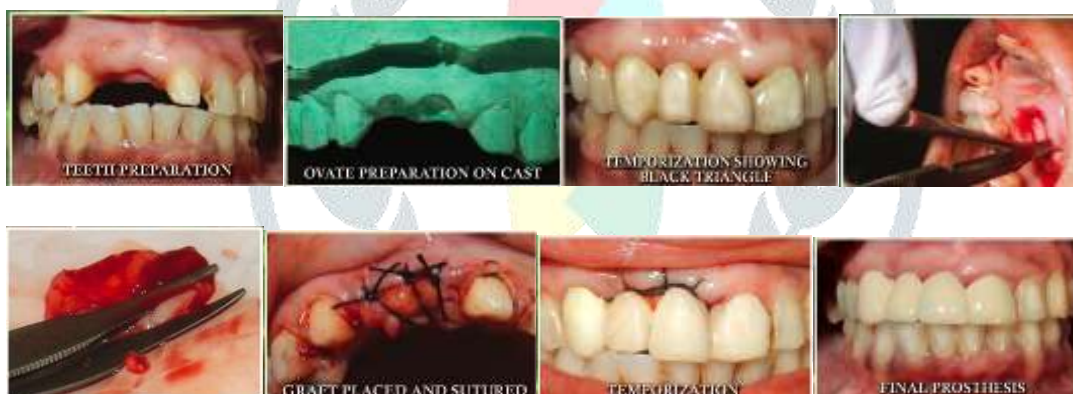 TEETH PREPARATION
OVATE PREPARATION ON CAST
TEMPORIZATION SHOWING
BLACK TRIANGLE
GRAFT PLACED AND SUTURED
TEMPORIZATION
FINAL PROSTHESIS